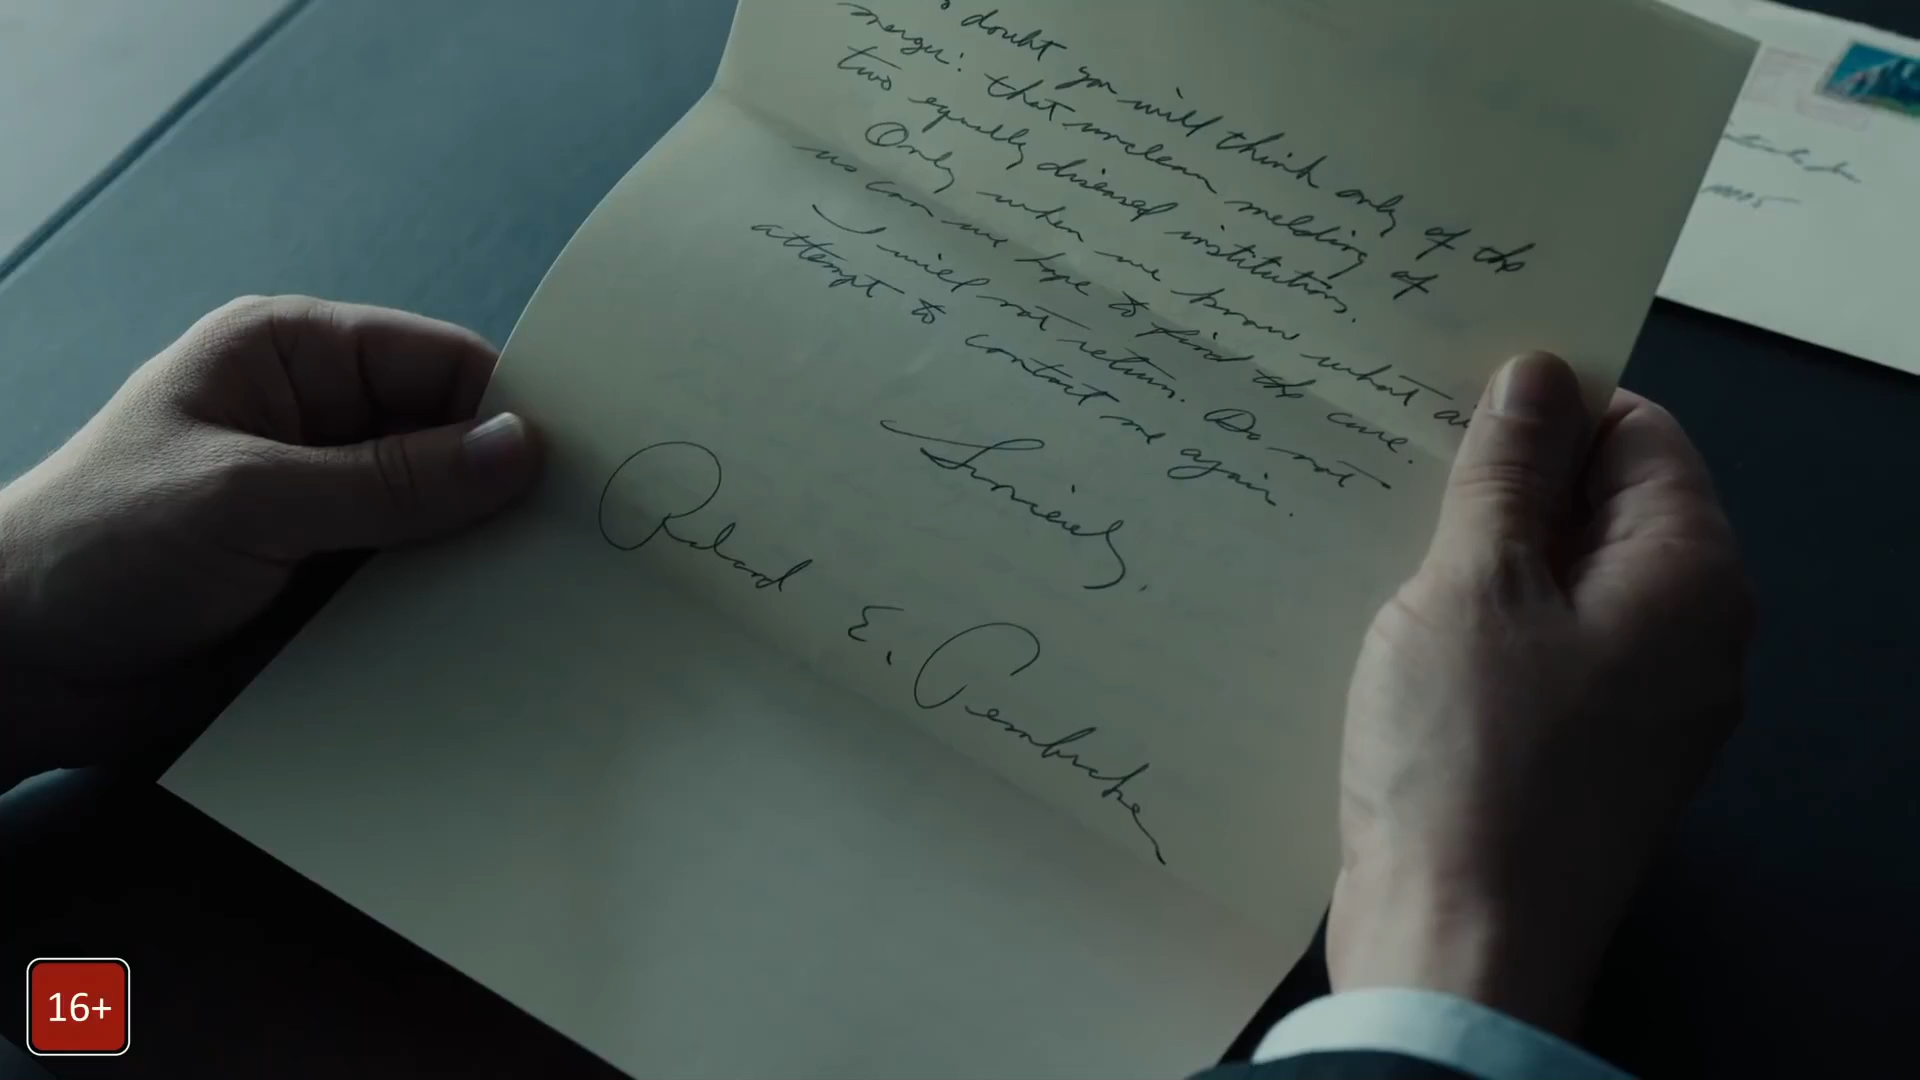 doubt you will think only of the
merger: that unclean melding of
two equally diseased institutions.
Only when we know what ai
us can we hope to find the cure.
I will not return. Do not
attempt to contact me again.
Sincerely,
Richard E. Pembroke
16+